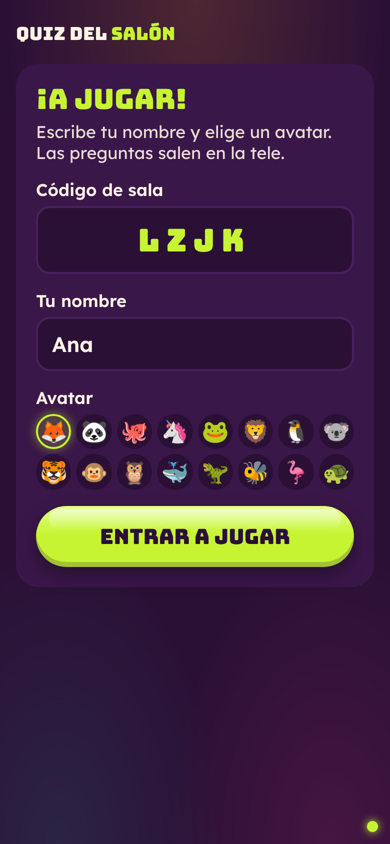 QUIZ DEL SALÓN
¡A JUGAR!
Escribe tu nombre y elige un avatar.
Las preguntas salen en la tele.
Código de sala
LZJK
Tu nombre
Ana
Avatar
ENTRAR A JUGAR